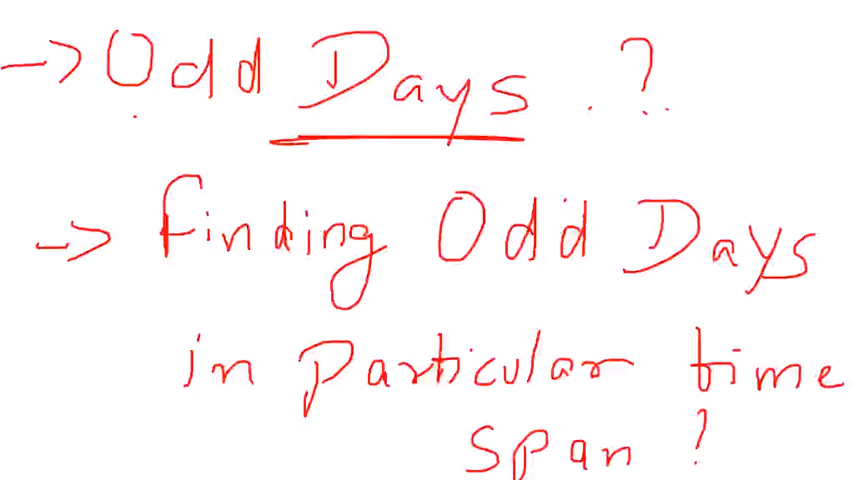 → Odd Days ?
→ Finding Odd Days
in Particular time
span ?